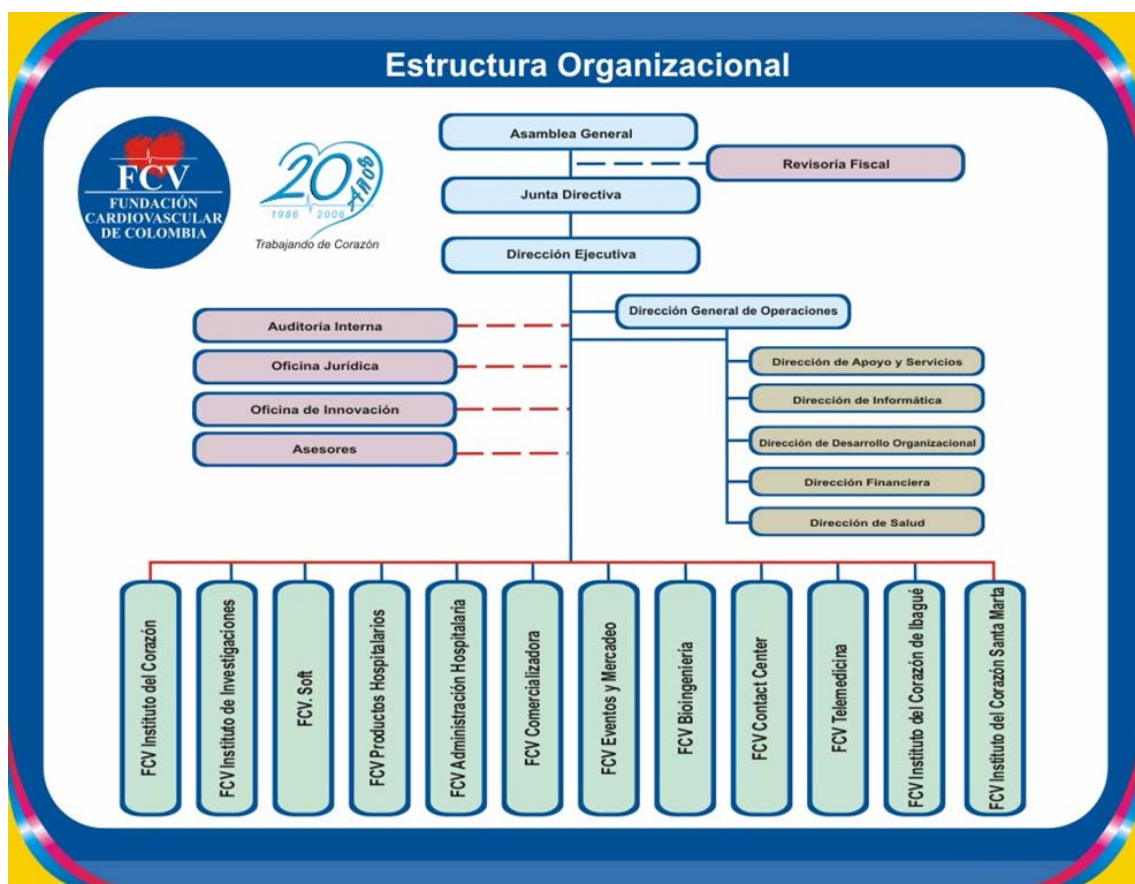 Estructura Organizacional
FCV
FUNDACIÓN
CARDIOVASCULAR
DE COLOMBIA
20 AÑOS
1986 2006
Trabajando de Corazón
Asamblea General
Revisoría Fiscal
Junta Directiva
Dirección Ejecutiva
Dirección General de Operaciones
Auditoría Interna
Oficina Jurídica
Oficina de Innovación
Asesores
Dirección de Apoyo y Servicios
Dirección de Informática
Dirección de Desarrollo Organizacional
Dirección Financiera
Dirección de Salud
FCV Instituto del Corazón
FCV Instituto de Investigaciones
FCV. Soft
FCV Productos Hospitalarios
FCV Administración Hospitalaria
FCV Comercializadora
FCV Eventos y Mercadeo
FCV Bioingeniería
FCV Contact Center
FCV Telemedicina
FCV Instituto del Corazón de Ibagué
FCV Instituto del Corazón Santa Marta